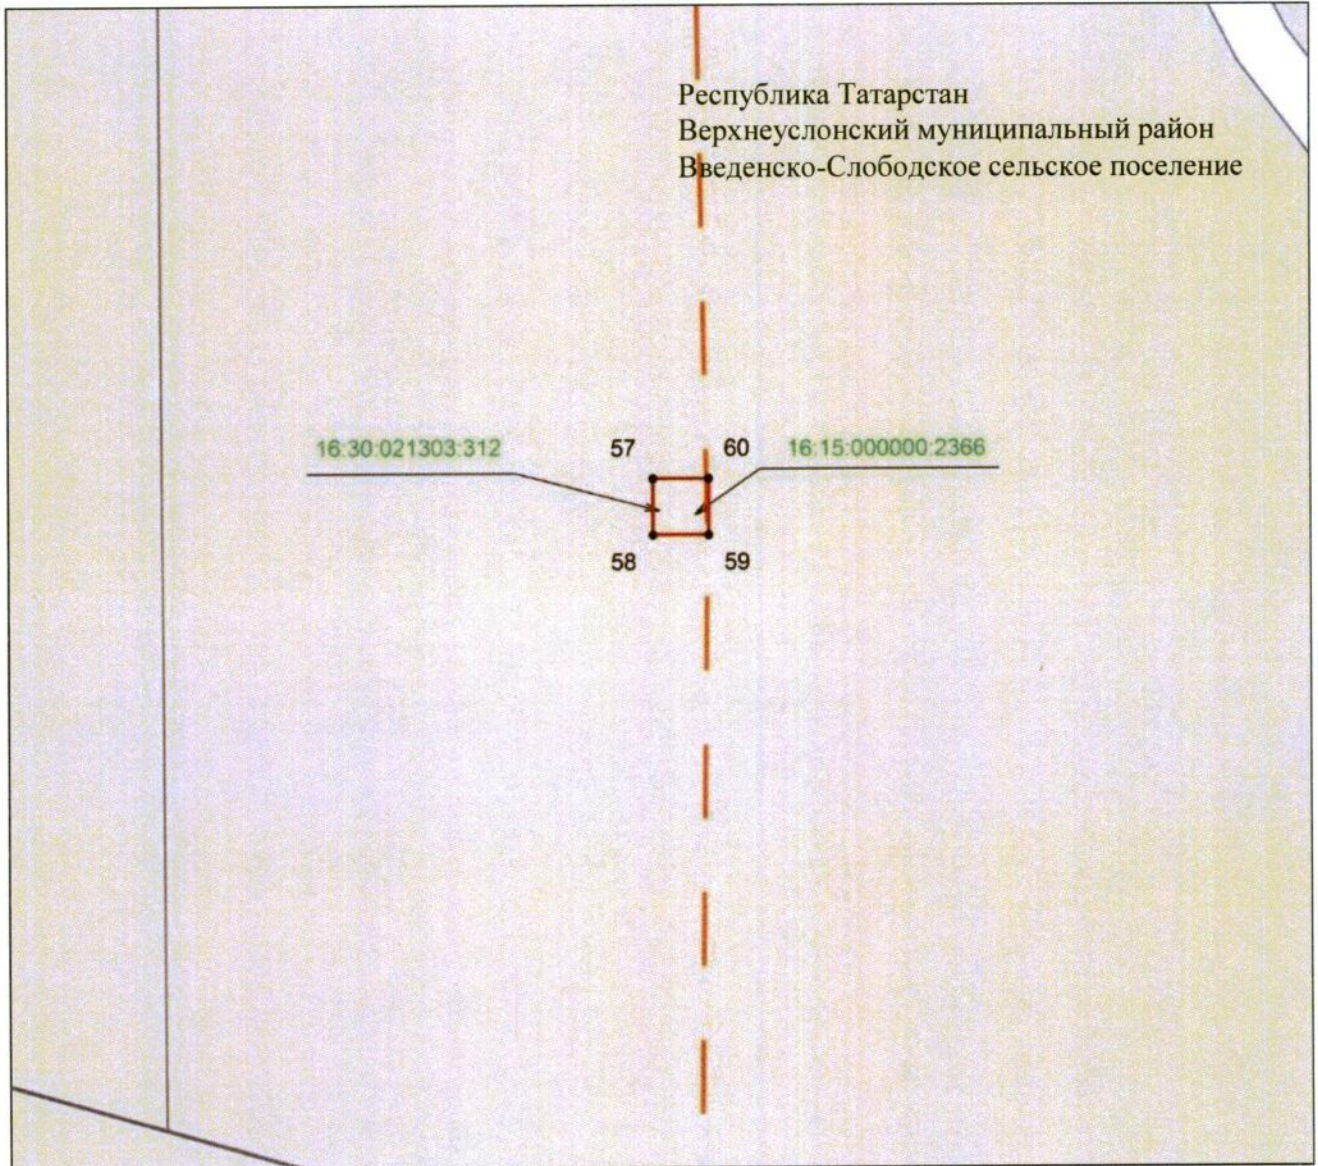 Республика Татарстан
Верхнеуслонский муниципальный район
Введенско-Слободское сельское поселение
16:30:021303:312
57
60
16:15:000000:2366
58
59